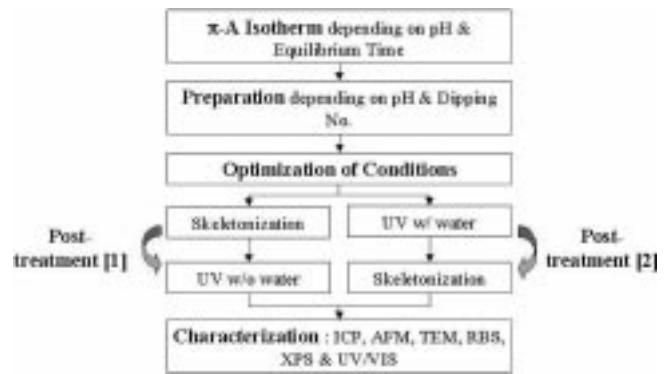 π-A Isotherm depending on pH &
Equilibrium Time
Preparation depending on pH & Dipping
No.
Optimization of Conditions
Skeletonization
UV w/ water
Post-
treatment [1]
Post-
treatment [2]
UV w/o water
Skeletonization
Characterization : ICP, AFM, TEM, RBS,
XPS & UV/VIS